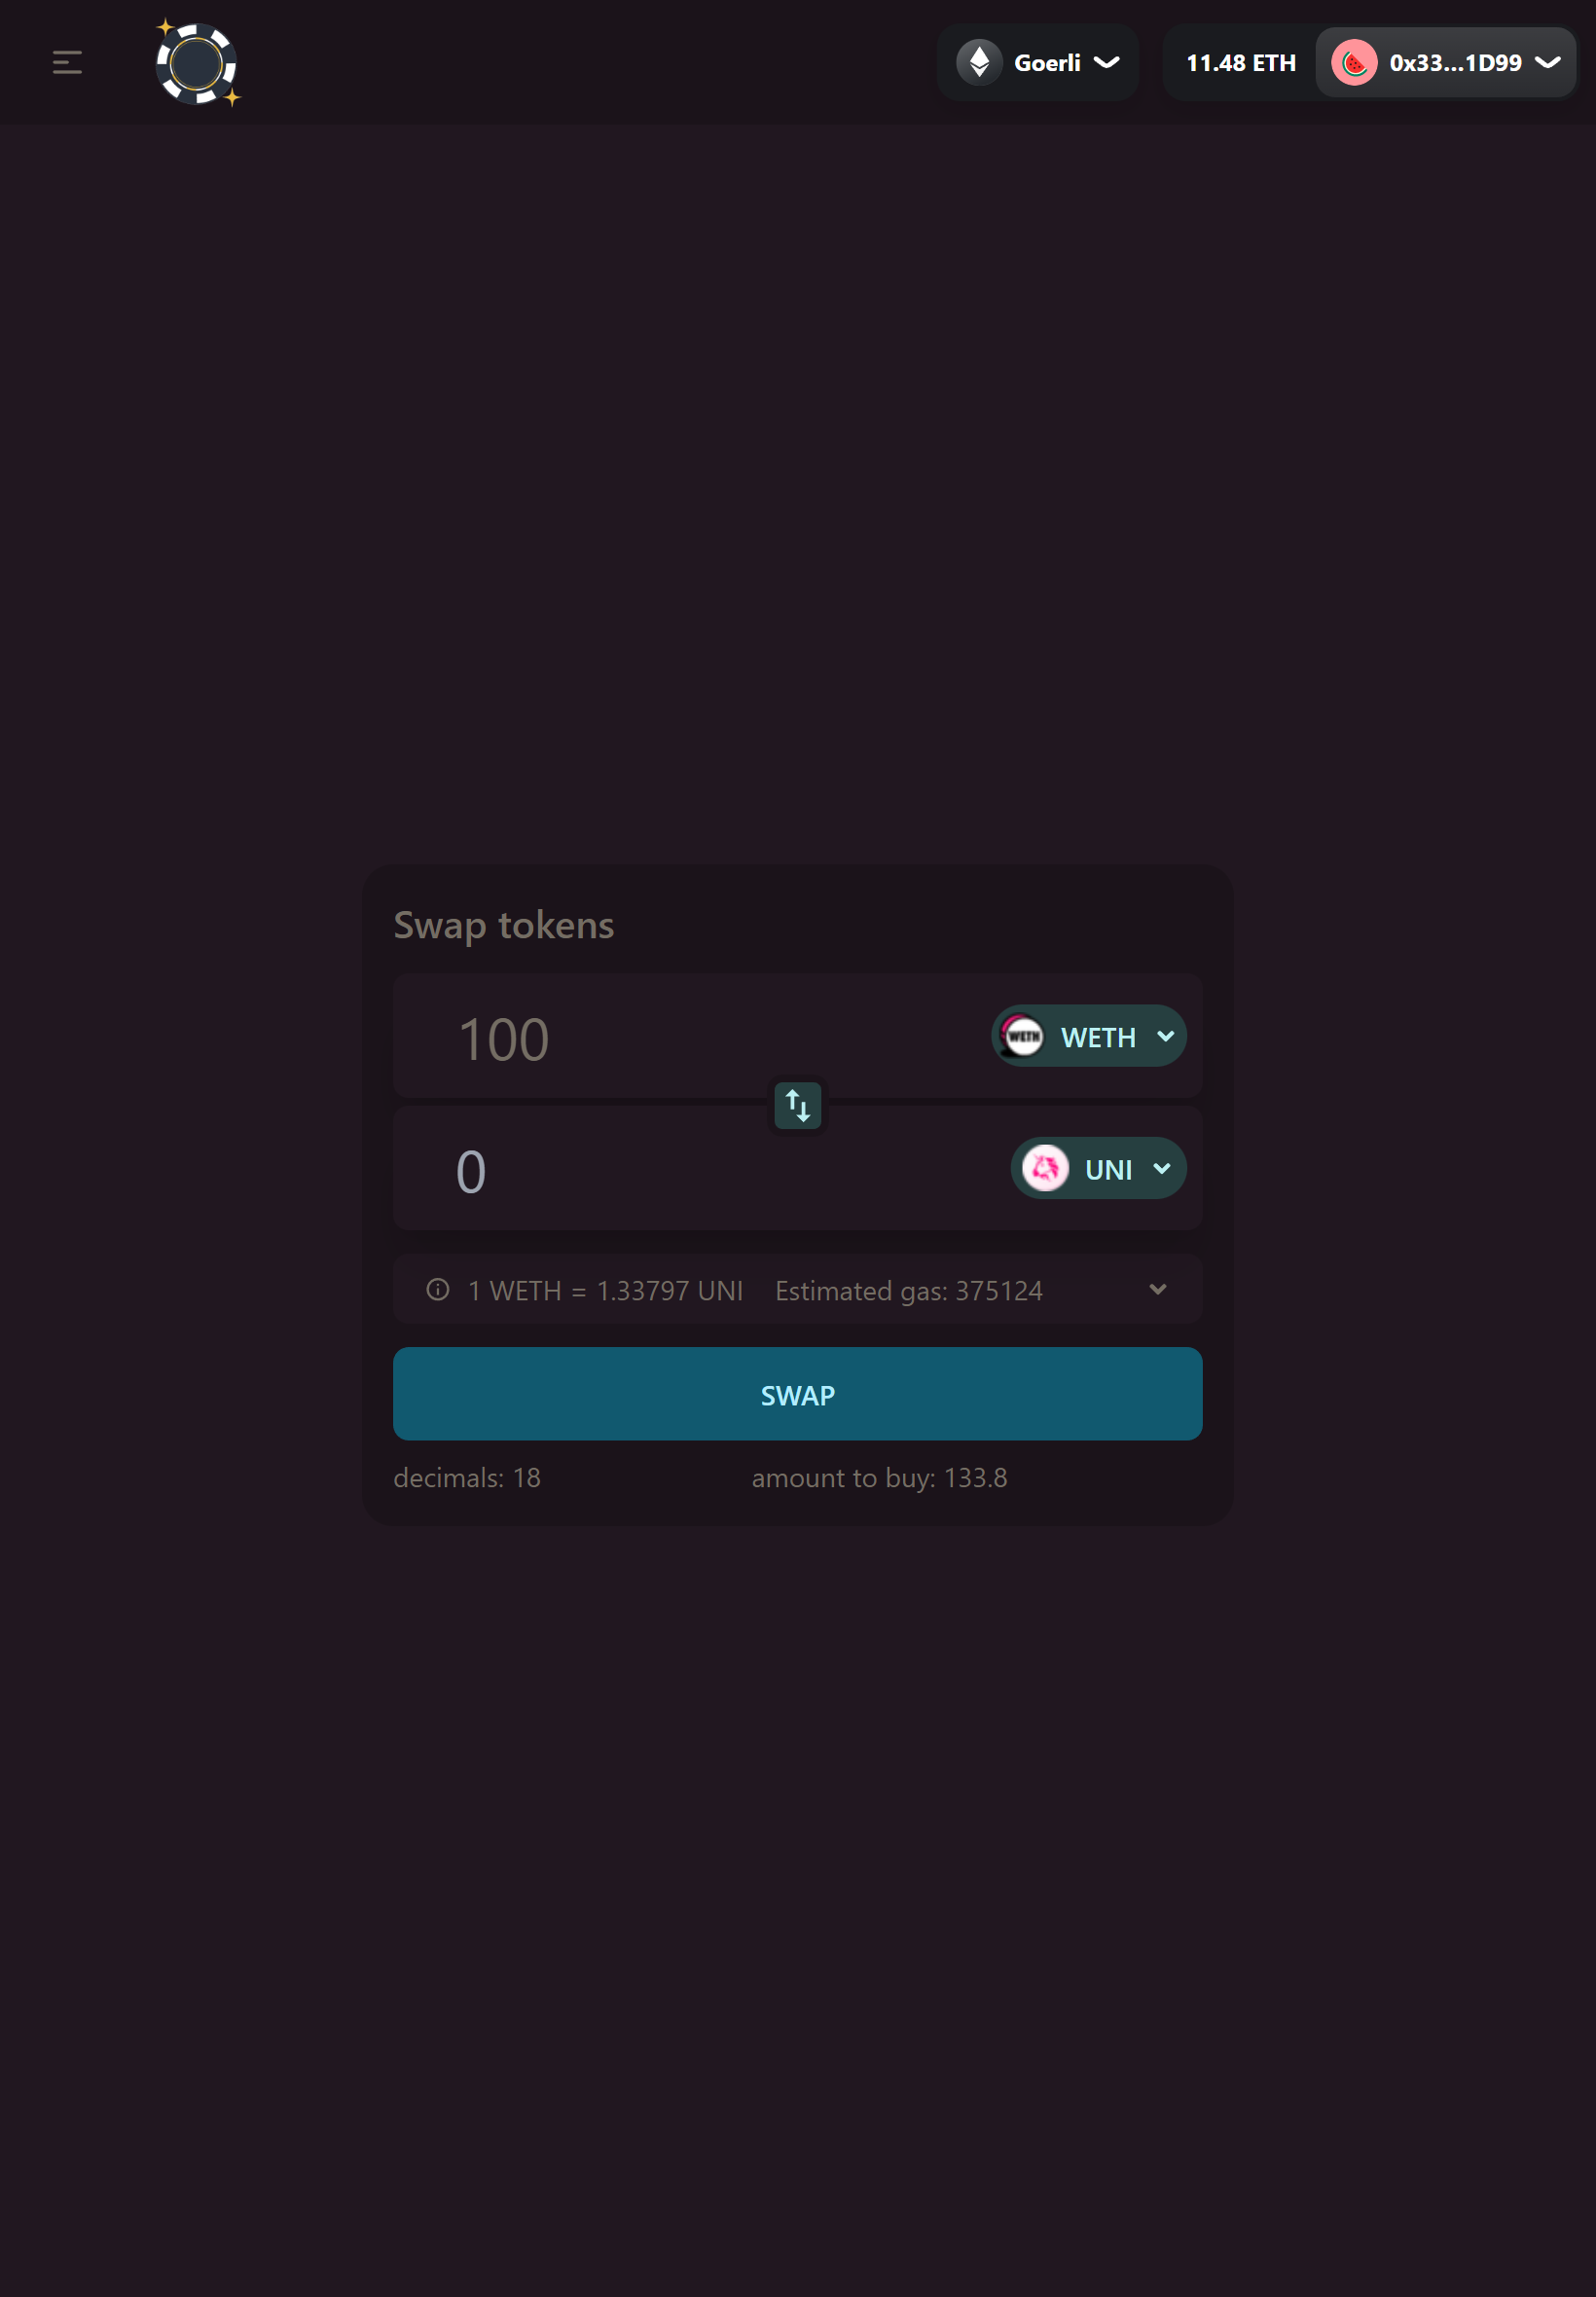 Goerli
11.48 ETH
0x33...1D99
Swap tokens
100
WETH
WETH
0
UNI
1 WETH = 1.33797 UNI Estimated gas: 375124
SWAP
decimals: 18
amount to buy: 133.8